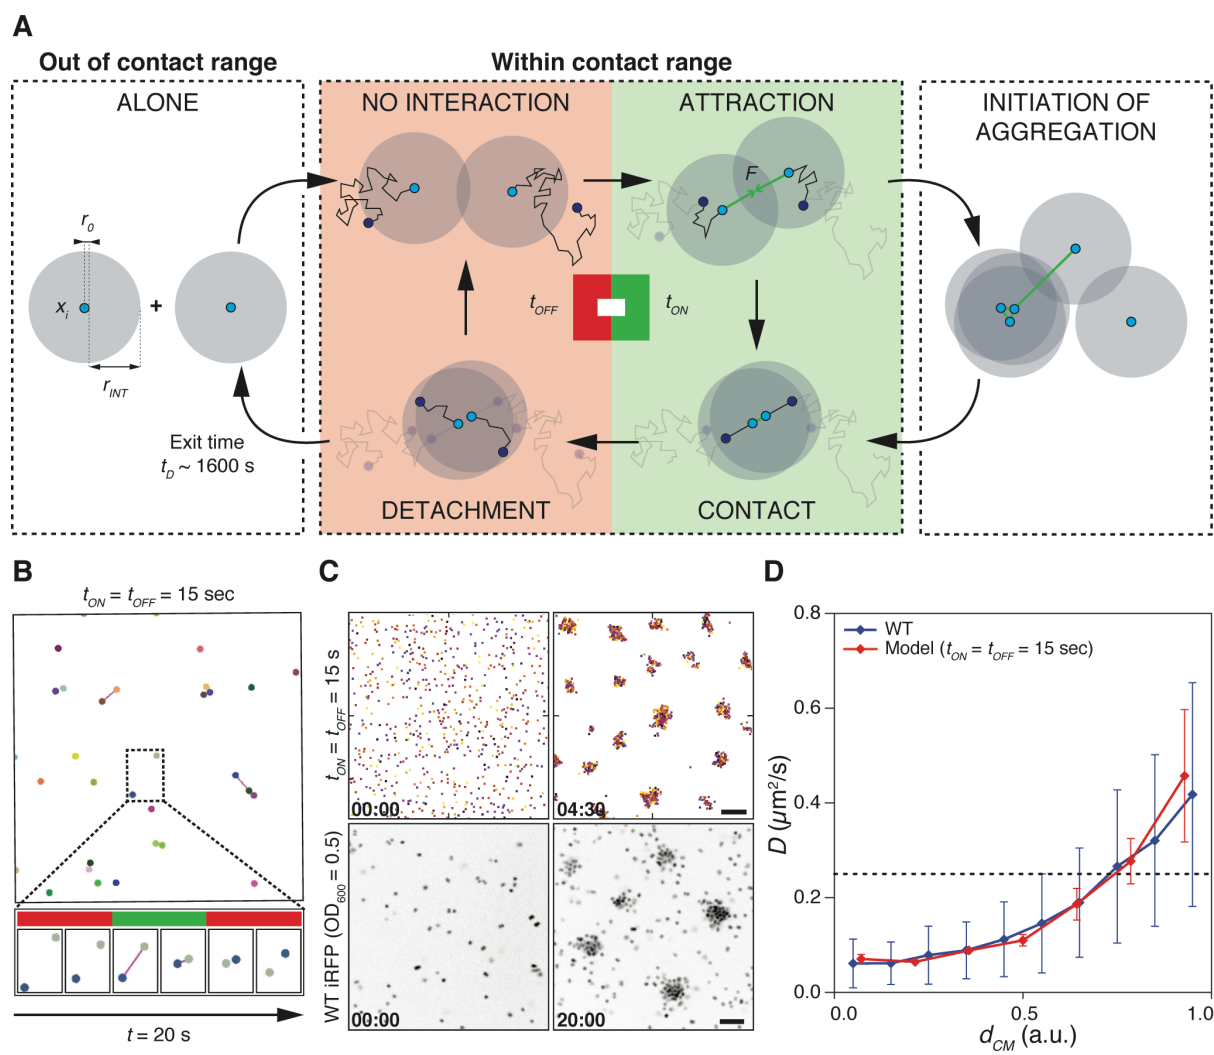 A
Out of contact range
Within contact range
ALONE
NO INTERACTION
ATTRACTION
INITIATION OF
AGGREGATION
r0
xi
+
rINT
F
tOFF
tON
Exit time
tD ~ 1600 s
DETACHMENT
CONTACT
B
tON = tOFF = 15 sec
t = 20 s
C
tON = tOFF = 15 s
00:00
04:30
WT iRFP (OD600 = 0.5)
00:00
20:00
D
WT
Model (tON = tOFF = 15 sec)
D (µm²/s)
0.8
0.6
0.4
0.2
0.0
0.0
0.5
1.0
dCM (a.u.)